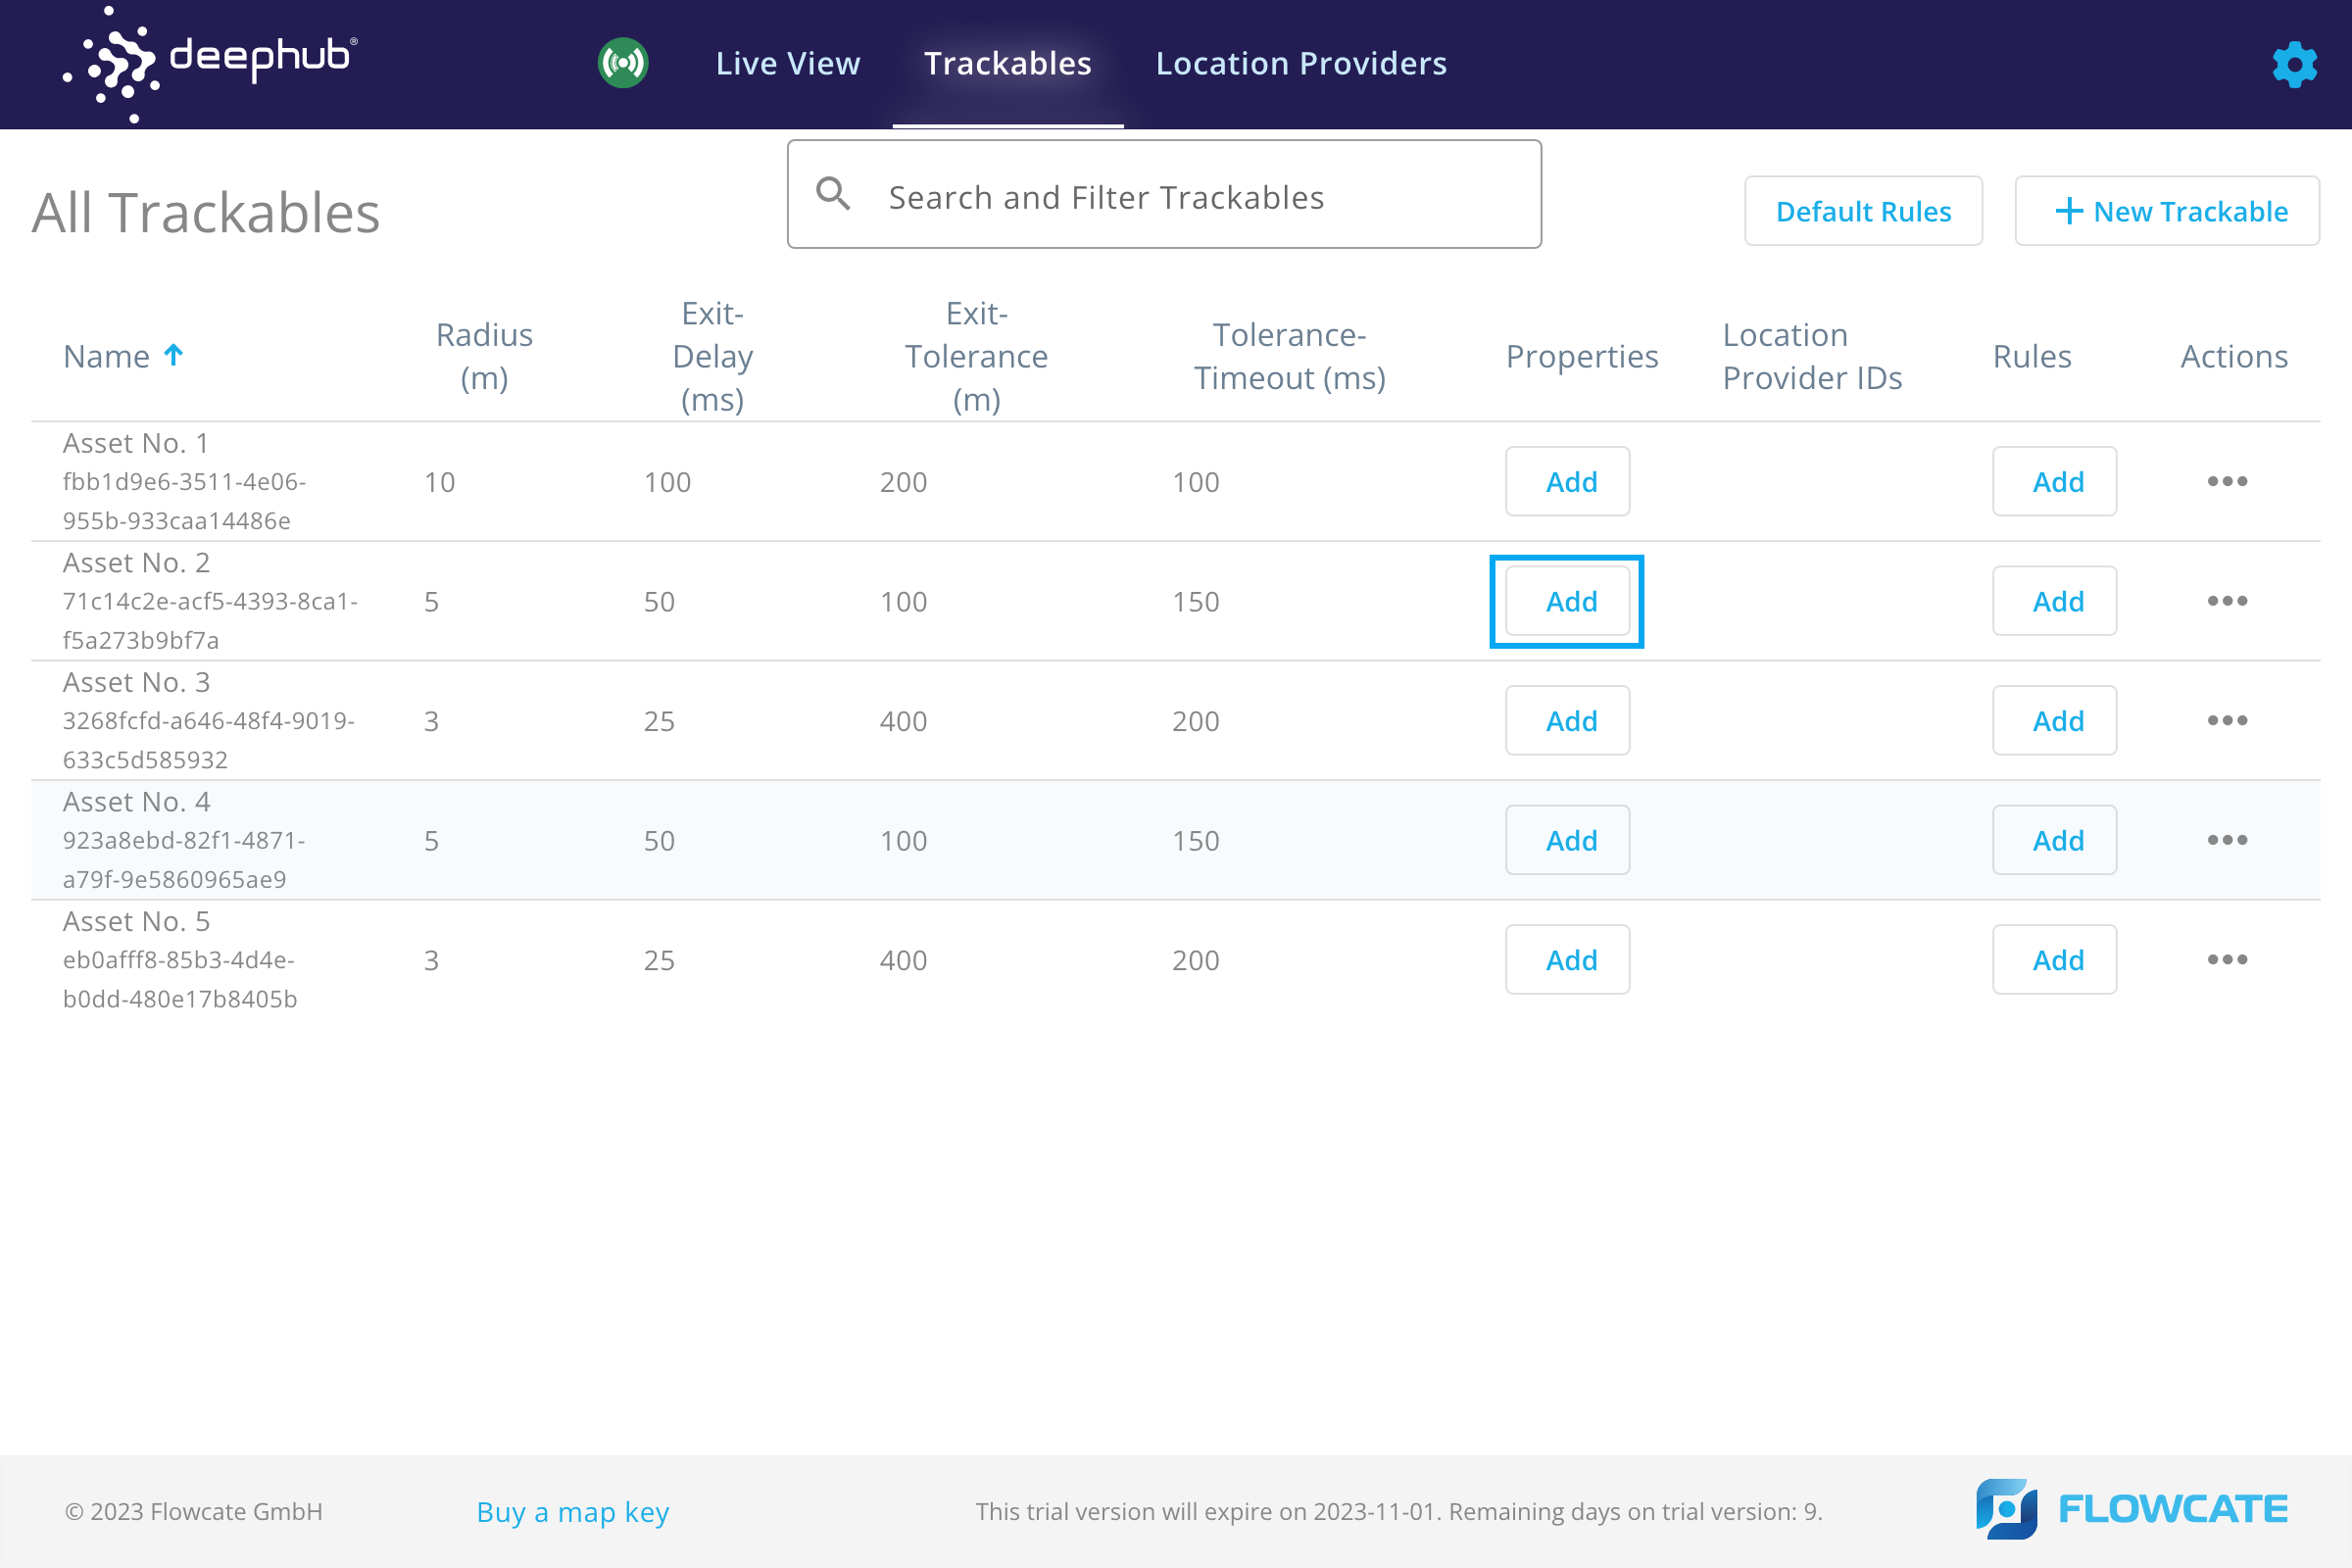 deephub®
Live View
Trackables
Location Providers
All Trackables
Search and Filter Trackables
Default Rules
New Trackable
Name
Radius
(m)
Exit-
Delay
(ms)
Exit-
Tolerance
(m)
Tolerance-
Timeout (ms)
Properties
Location
Provider IDs
Rules
Actions
Asset No. 1
fbb1d9e6-3511-4e06-
955b-933caa14486e
10
100
200
100
Add
Add
Asset No. 2
71c14c2e-acf5-4393-8ca1-
f5a273b9bf7a
5
50
100
150
Add
Add
Asset No. 3
3268fcfd-a646-48f4-9019-
633c5d585932
3
25
400
200
Add
Add
Asset No. 4
923a8ebd-82f1-4871-
a79f-9e5860965ae9
5
50
100
150
Add
Add
Asset No. 5
eb0afff8-85b3-4d4e-
b0dd-480e17b8405b
3
25
400
200
Add
Add
© 2023 Flowcate GmbH
Buy a map key
This trial version will expire on 2023-11-01. Remaining days on trial version: 9.
FLOWCATE